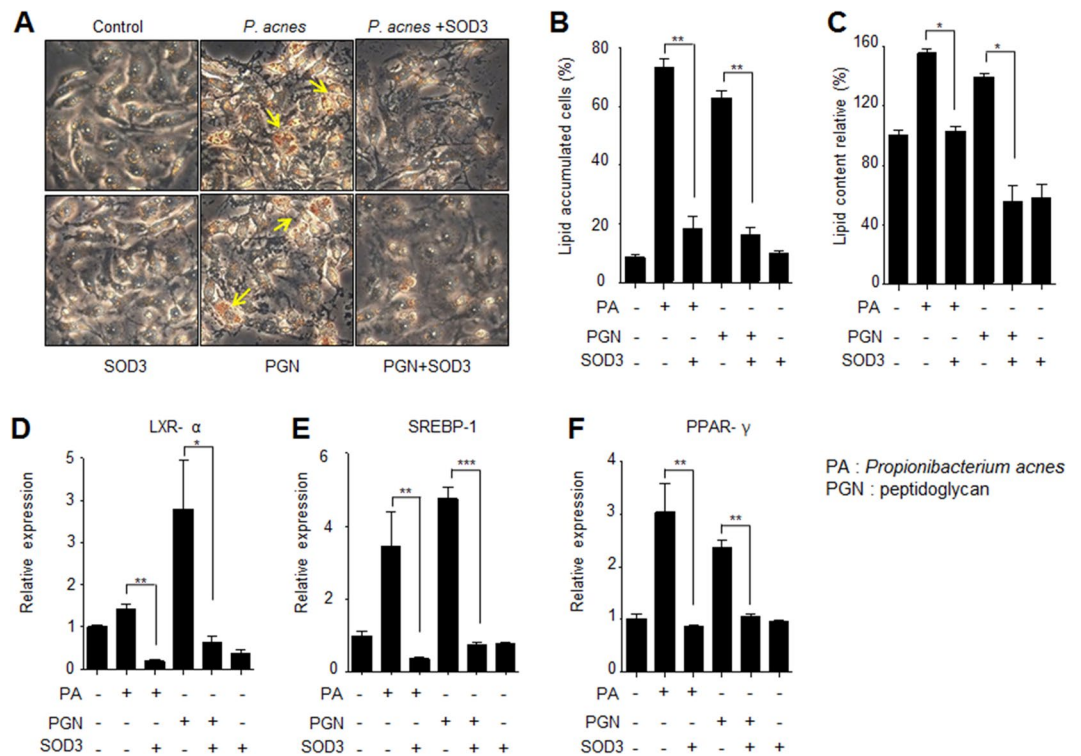 A
Control
P. acnes
P. acnes +SOD3
SOD3
PGN
PGN+SOD3
B
Lipid accumulated cells (%)
80
60
40
20
0
**
**
PA - + + - - -
PGN - - - + + -
SOD3 - - + - + +
C
Lipid content relative (%)
160
120
80
40
0
*
*
PA - + + - - -
PGN - - - + + -
SOD3 - - + - + +
D
LXR- α
Relative expression
5
4
3
3
2
1
1
0
**
*
PA - + + - - -
PGN - - - + + -
SOD3 - - + - + +
E
SREBP-1
Relative expression
6
4
2
0
**
***
PA - + + - - -
PGN - - - + + -
SOD3 - - + - + +
F
PPAR- γ
Relative expression
4
3
2
1
0
**
**
PA - + + - - -
PGN - - - + + -
SOD3 - - + - + +
PA : Propionibacterium acnes
PGN : peptidoglycan